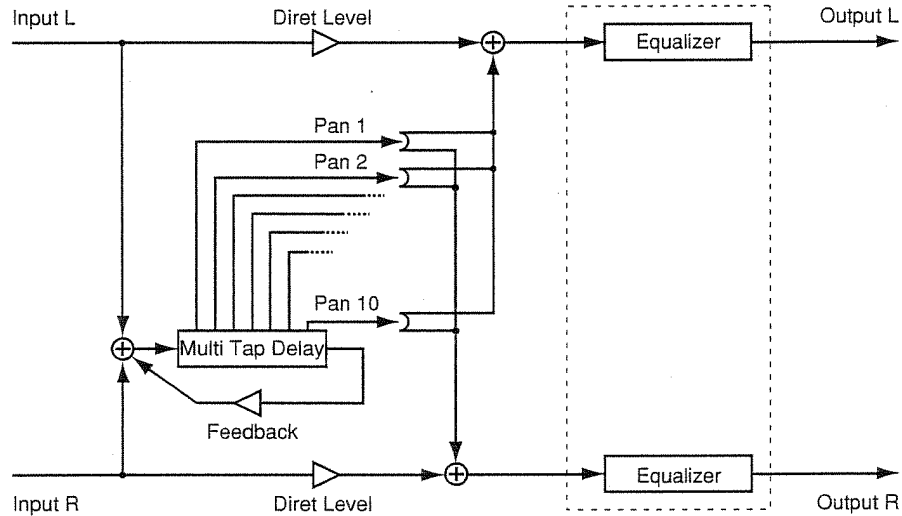 Input L
Diret Level
Output L
Equalizer
Pan 1
Pan 2
Pan 10
Multi Tap Delay
Feedback
Equalizer
Input R
Diret Level
Output R